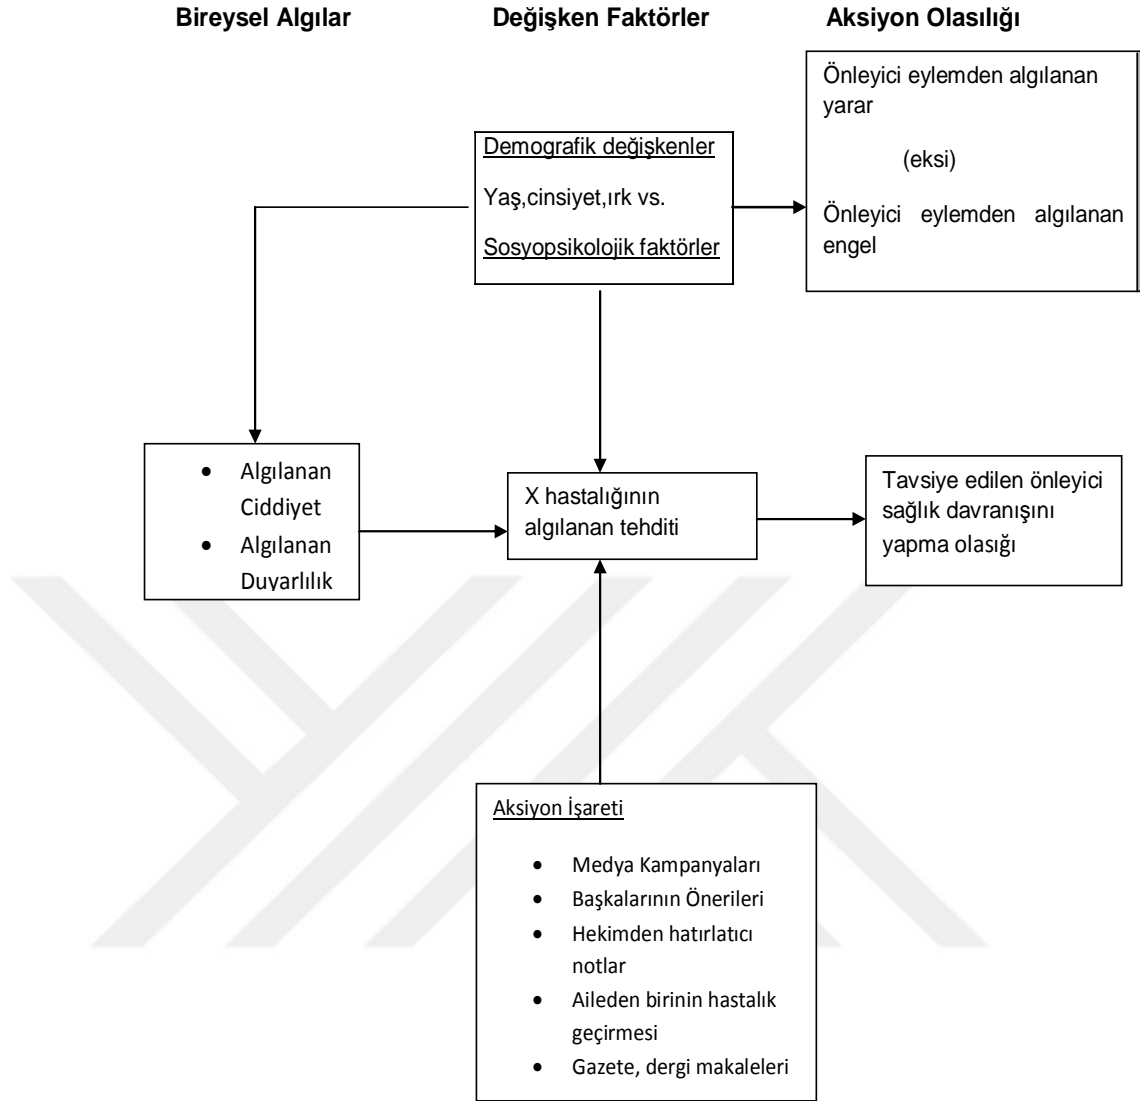 Bireysel Algılar
Değişken Faktörler
Aksiyon Olasılığı
Önleyici eylemden algılanan
yarar
(eksi)
Önleyici eylemden algılanan
engel
Demografik değişkenler
Yaş,cinsiyet,ırk vs.
Sosyopsikolojik faktörler
• Algılanan
Ciddiyet
• Algılanan
Duyarlılık
X hastalığının
algılanan tehditi
Tavsiye edilen önleyici
sağlık davranışını
yapma olasığı
Aksiyon İşareti
• Medya Kampanyaları
• Başkalarının Önerileri
• Hekimden hatırlatıcı
notlar
• Aileden birinin hastalık
geçirmesi
• Gazete, dergi makaleleri